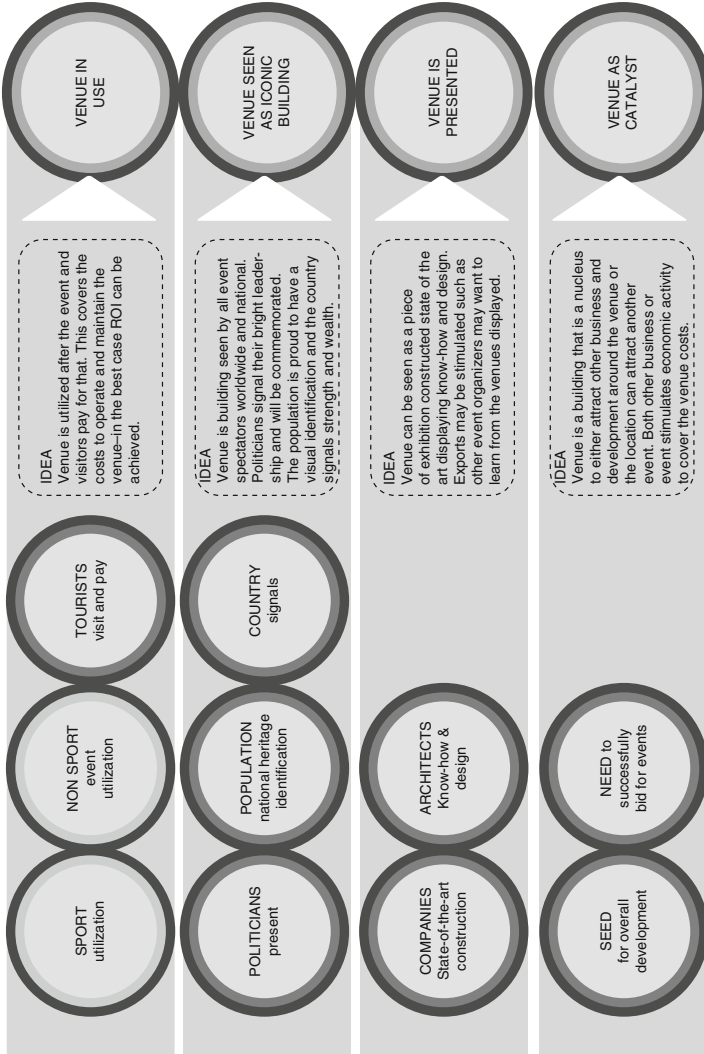 SPORT
utilization
NON SPORT
event
utilization
TOURISTS
visit and pay
IDEA
Venue is utilized after the event and
visitors pay for that. This covers the
costs to operate and maintain the
venue–in the best case ROI can be
achieved.
VENUE IN
USE
POLITICIANS
present
POPULATION
national heritage
identification
COUNTRY
signals
IDEA
Venue is building seen by all event
spectators worldwide and national.
Politicians signal their bright leader-
ship and will be commemorated.
The population is proud to have a
visual identification and the country
signals strength and wealth.
VENUE SEEN
AS ICONIC
BUILDING
COMPANIES
State-of-the-art
construction
ARCHITECTS
Know-how &
design
IDEA
Venue can be seen as a piece
of exhibition constructed state of the
art displaying know-how and design.
Exports may be stimulated such as
other event organizers may want to
learn from the venues displayed.
VENUE IS
PRESENTED
SEED
for overall
development
NEED to
successfully
bid for events
IDEA
Venue is a building that is a nucleus
to either attract other business and
development around the venue or
the location can attract another
event. Both other business or
event stimulates economic activity
to cover the venue costs.
VENUE AS
CATALYST